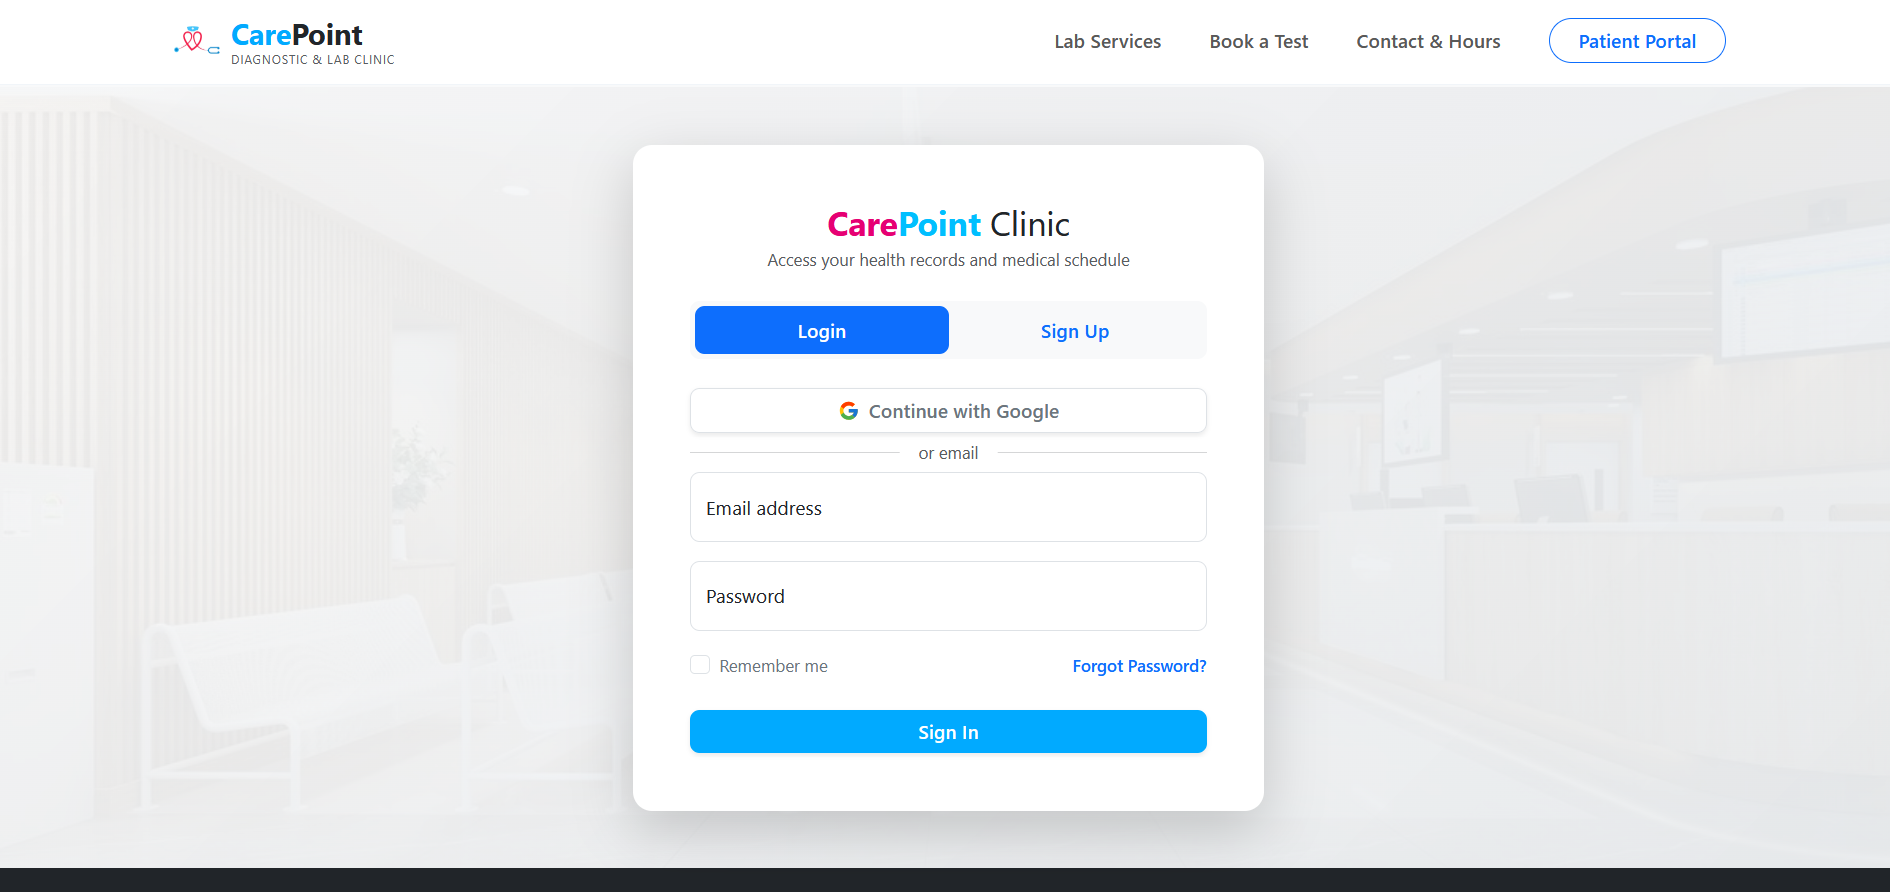 CarePoint
DIAGNOSTIC & LAB CLINIC
Lab Services
Book a Test
Contact & Hours
Patient Portal
CarePoint Clinic
Access your health records and medical schedule
Login
Sign Up
Continue with Google
or email
Email address
Password
Remember me
Forgot Password?
Sign In